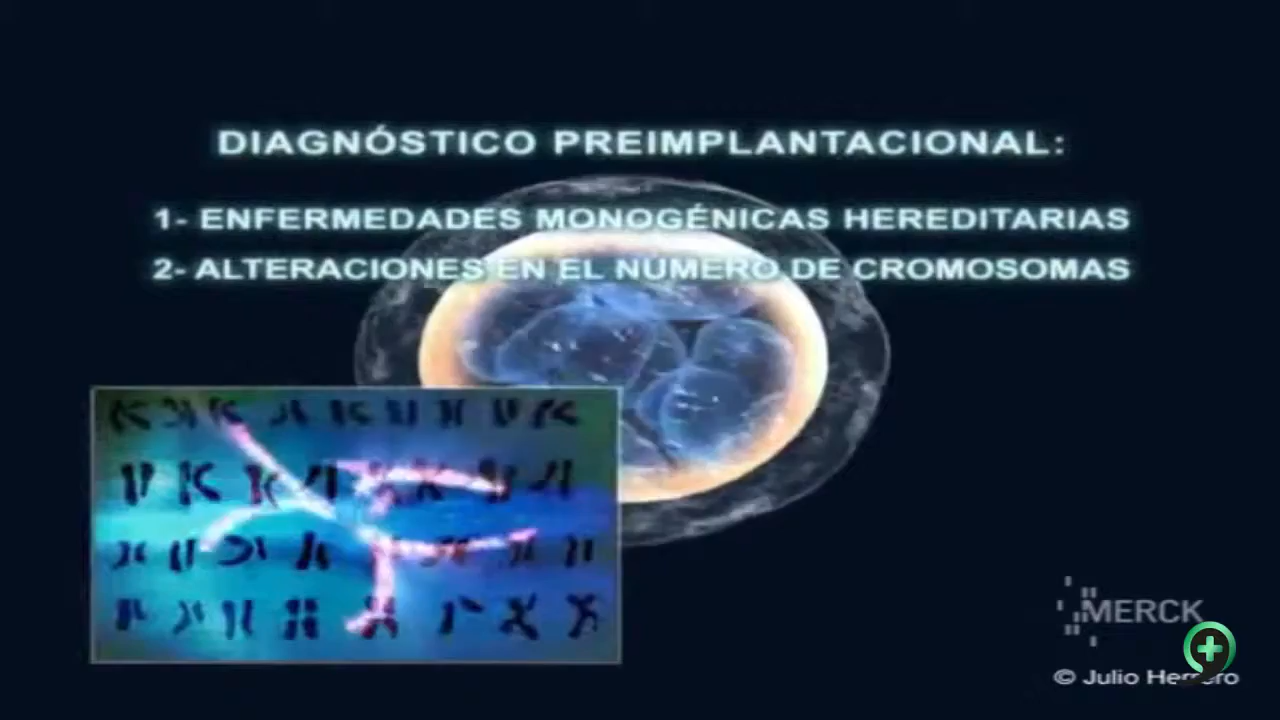 DIAGNÓSTICO PREIMPLANTACIONAL:
1- ENFERMEDADES MONOGÉNICAS HEREDITARIAS
2- ALTERACIONES EN EL NÚMERO DE CROMOSOMAS
MERCK
© Julio Herrero